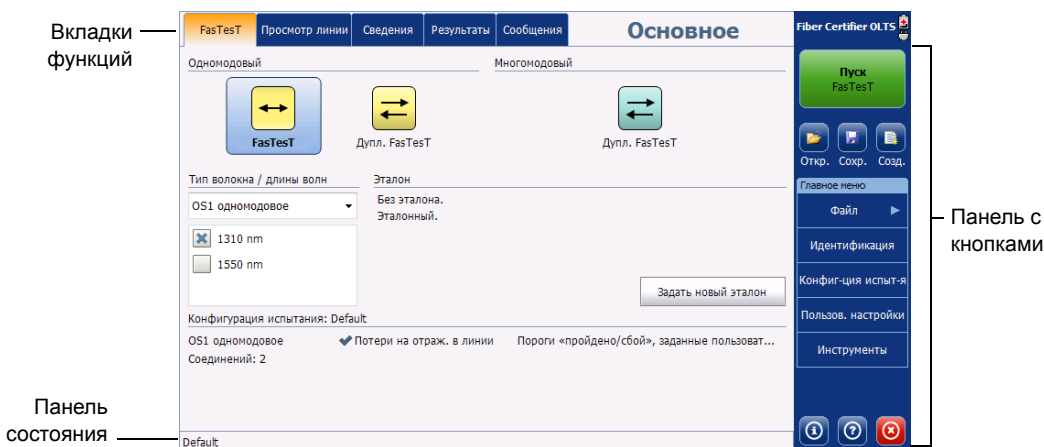 Вкладки функций
FasTesT Просмотр линии Сведения Результаты Сообщения Основное
Fiber Certifier OLTS
Одномодовый Многомодовый
Пуск
FasTesT
FasTesT Дупл. FasTesT Дупл. FasTesT
Откр. Сохр. Созд.
Тип волокна / длины волн Эталон
Главное меню
OS1 одномодовое
Без эталона.
Эталонный.
Файл
1310 nm
1550 nm
Идентификация
Панель с кнопками
Задать новый эталон
Конфиг-ция испыт-я
Конфигурация испытания: Default
Пользов. настройки
OS1 одномодовое Потери на отраж. в линии Пороги «пройдено/сбой», заданные пользоват...
Соединений: 2
Инструменты
Панель состояния
Default